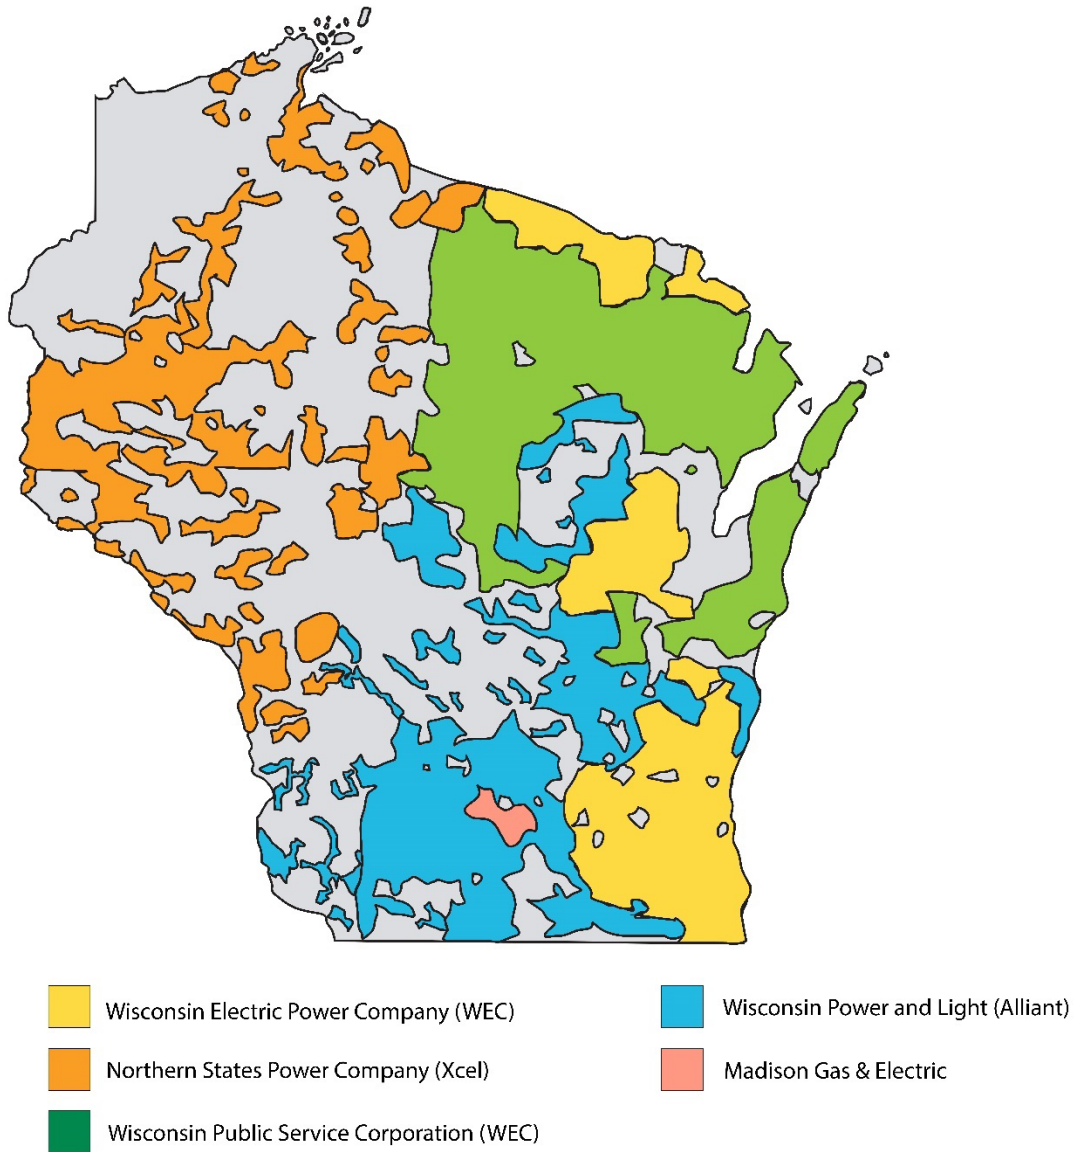 Wisconsin Electric Power Company (WEC)
Northern States Power Company (Xcel)
Wisconsin Public Service Corporation (WEC)
Wisconsin Power and Light (Alliant)
Madison Gas & Electric